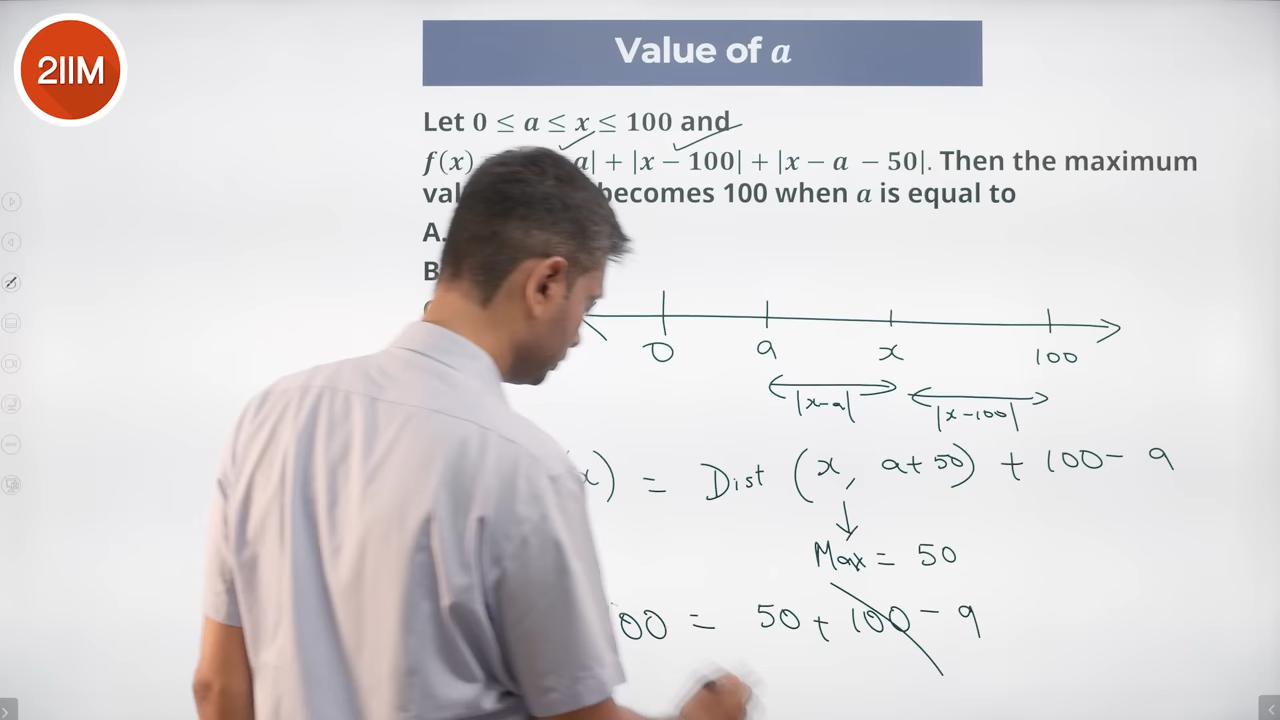 2IIM
Value of a
Let 0 ≤ a ≤ x ≤ 100 and
f(x) a| + |x − 100| + |x − a − 50|. Then the maximum
becomes 100 when a is equal to
A.
B
0 a x 100
|x-a| |x-100|
x) = Dist (x, a+50) + 100- a
Max = 50
00 = 50 + 100 - a